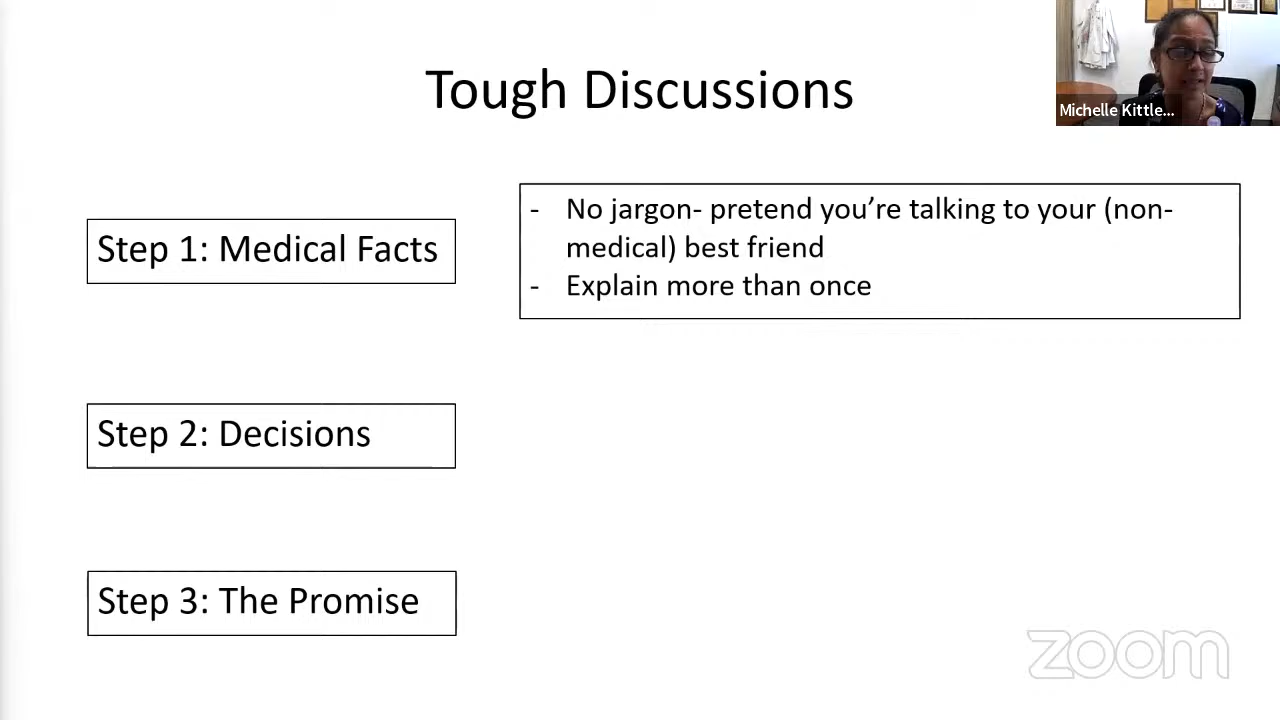 Tough Discussions
Michelle Kittle...
Step 1: Medical Facts
- No jargon- pretend you’re talking to your (non-
medical) best friend
- Explain more than once
Step 2: Decisions
Step 3: The Promise
zoom